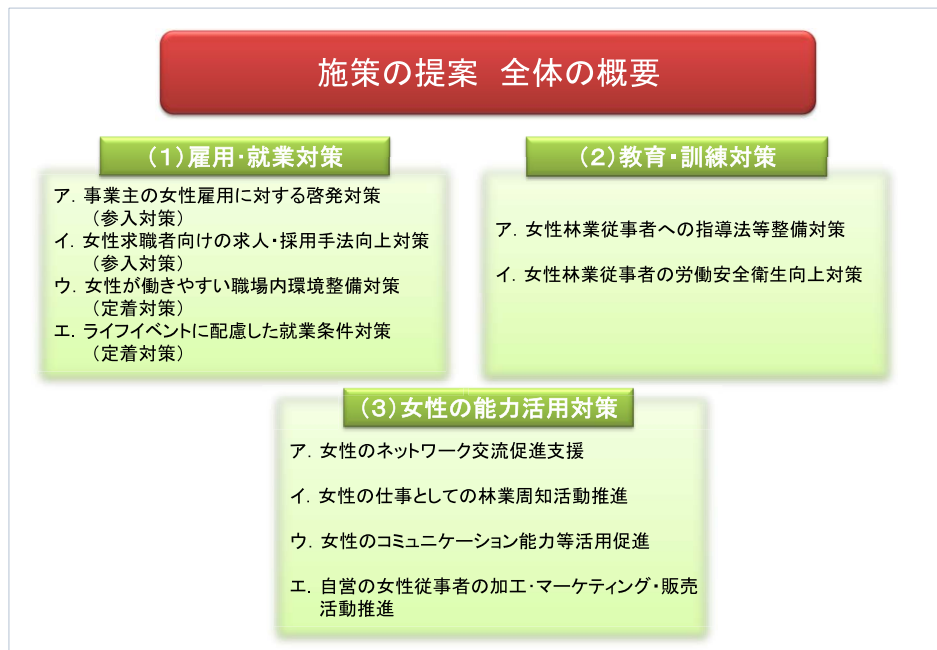 施策の提案　全体の概要
（1）雇用・就業対策
ア．事業主の女性雇用に対する啓発対策
（参入対策）
イ．女性求職者向けの求人・採用手法向上対策
（参入対策）
ウ．女性が働きやすい職場内環境整備対策
（定着対策）
エ．ライフイベントに配慮した就業条件対策
（定着対策）
（2）教育・訓練対策
ア．女性林業従事者への指導法等整備対策
イ．女性林業従事者の労働安全衛生向上対策
（3）女性の能力活用対策
ア．女性のネットワーク交流促進支援
イ．女性の仕事としての林業周知活動推進
ウ．女性のコミュニケーション能力等活用促進
エ．自営の女性従事者の加工・マーケティング・販売
活動推進